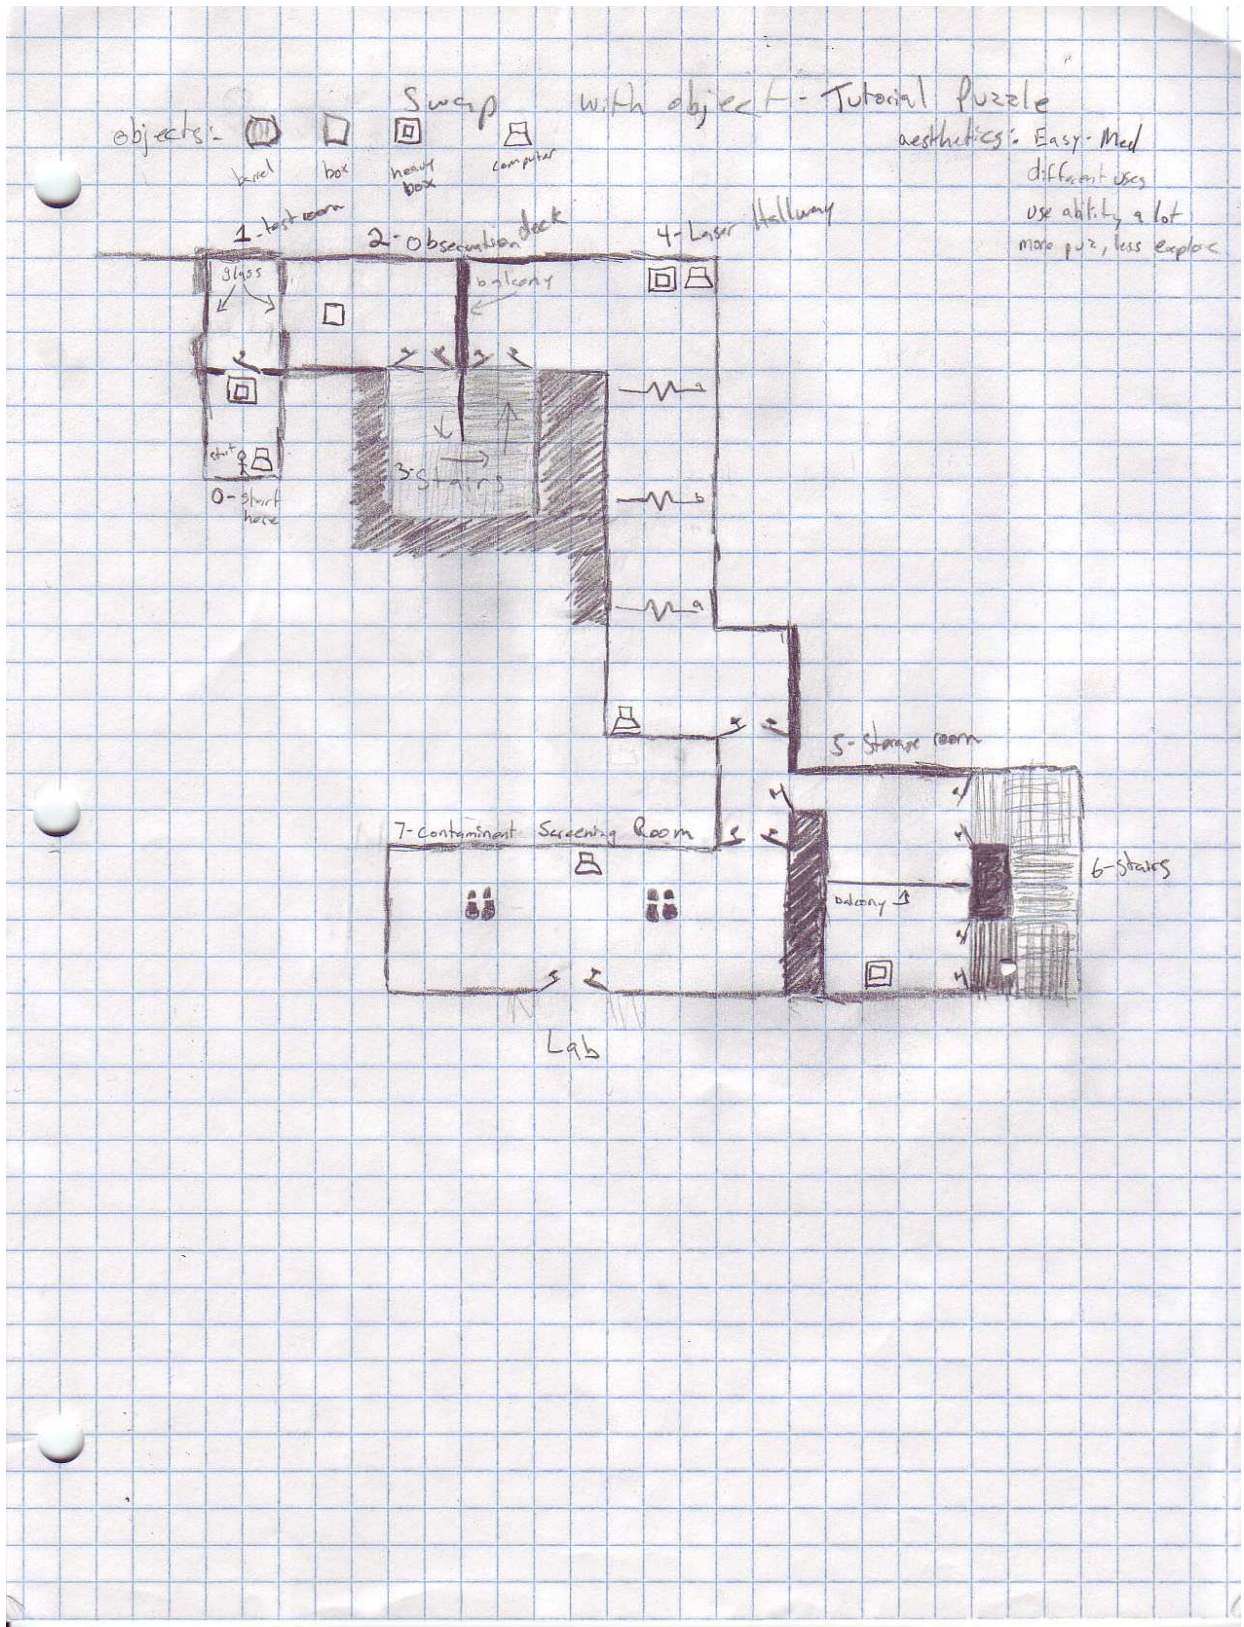 Swap with object - Tutorial Puzzle
objects:-
barrel
box
heavy
box
computer
aesthetics: Easy-Med
different uses
use ability a lot
more puz, less explore
1-test room
2-Observation deck
4-Laser Hallway
glass
balcony
a
b
a
3-Stairs
start
0-start
here
5-Storage room
7-Contaminent Screening Room
6-stairs
balcony
Lab